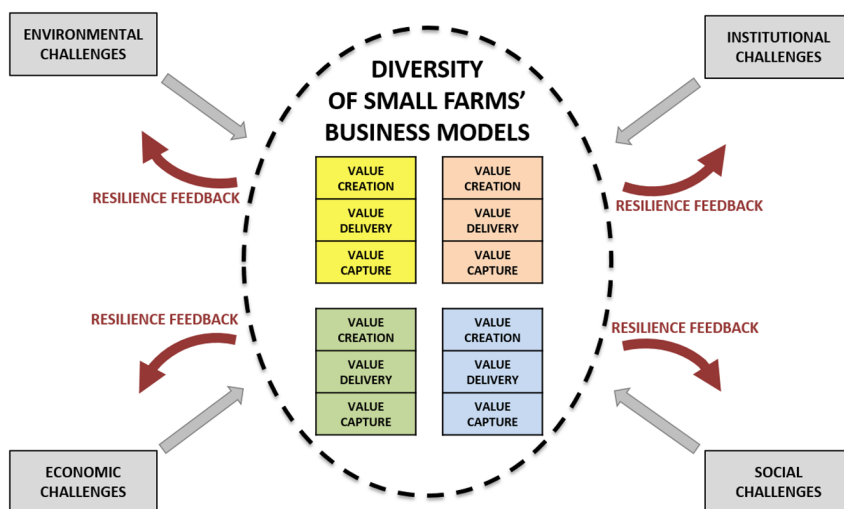 ENVIRONMENTAL
CHALLENGES
INSTITUTIONAL
CHALLENGES
DIVERSITY
OF SMALL FARMS'
BUSINESS MODELS
RESILIENCE FEEDBACK
RESILIENCE FEEDBACK
VALUE
CREATION
VALUE
DELIVERY
VALUE
CAPTURE
VALUE
CREATION
VALUE
DELIVERY
VALUE
CAPTURE
RESILIENCE FEEDBACK
RESILIENCE FEEDBACK
VALUE
CREATION
VALUE
DELIVERY
VALUE
CAPTURE
VALUE
CREATION
VALUE
DELIVERY
VALUE
CAPTURE
ECONOMIC
CHALLENGES
SOCIAL
CHALLENGES